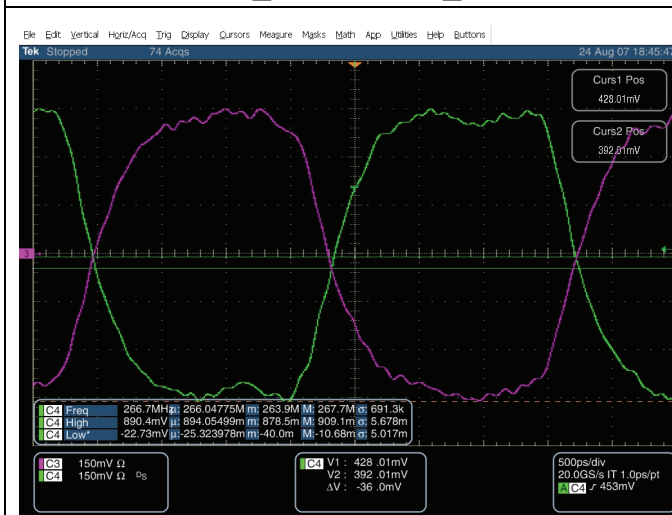 File Edit Vertical Horiz/Acq Trig Display Cursors Measure Masks Math App Utilities Help Buttons
Tek Stopped 74 Acqs 24 Aug 07 18:45:47
Curs1 Pos
428.01mV
Curs2 Pos
392.01mV
3
C4 Freq 266.7MHz µ: 266.04775M m: 263.9M M: 267.7M σ: 691.3k
C4 High 890.4mV µ: 894.05499m m: 878.5m M: 909.1m σ: 5.678m
C4 Low* -22.73mV µ: -25.323978m m: -40.0m M: -10.68m σ: 5.017m
C3 150mV Ω
C4 150mV Ω Ds
C4 V1 : 428 .01mV
V2 : 392 .01mV
ΔV : -36 .0mV
500ps/div
20.0GS/s IT 1.0ps/pt
A C4 453mV